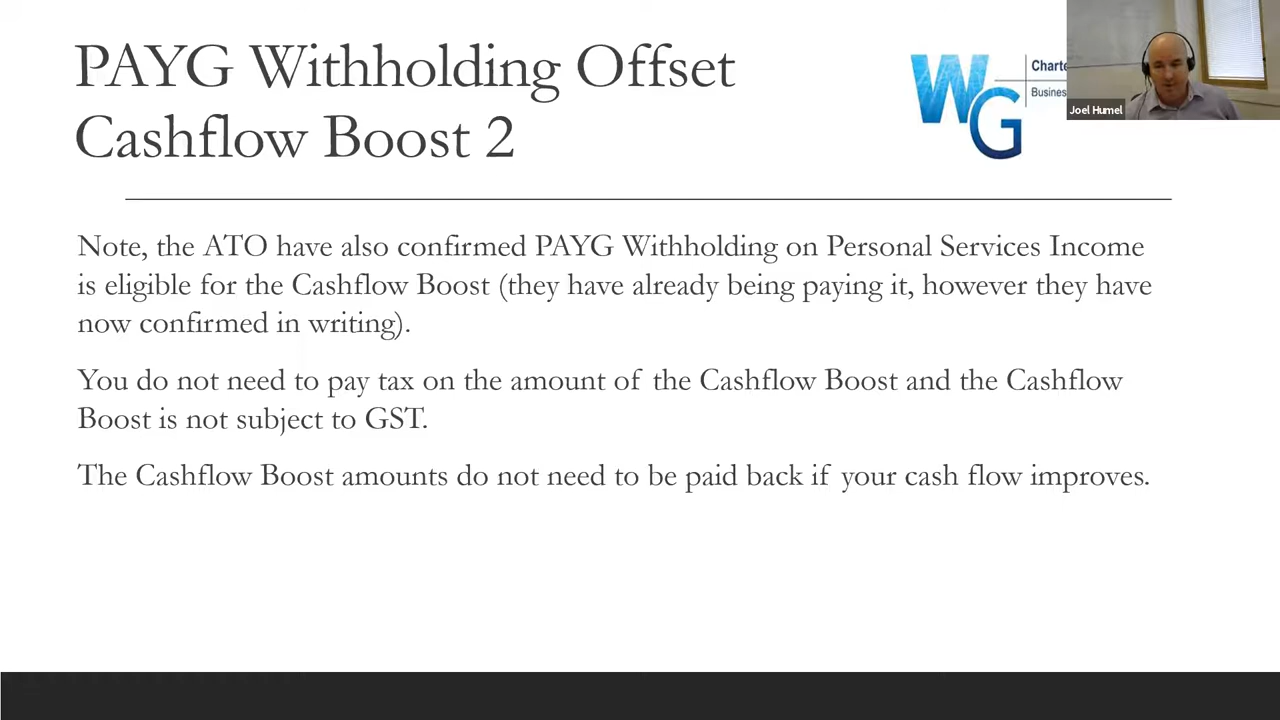 PAYG Withholding Offset
Cashflow Boost 2
WG
Joel Humel
Note, the ATO have also confirmed PAYG Withholding on Personal Services Income
is eligible for the Cashflow Boost (they have already being paying it, however they have
now confirmed in writing).
You do not need to pay tax on the amount of the Cashflow Boost and the Cashflow
Boost is not subject to GST.
The Cashflow Boost amounts do not need to be paid back if your cash flow improves.